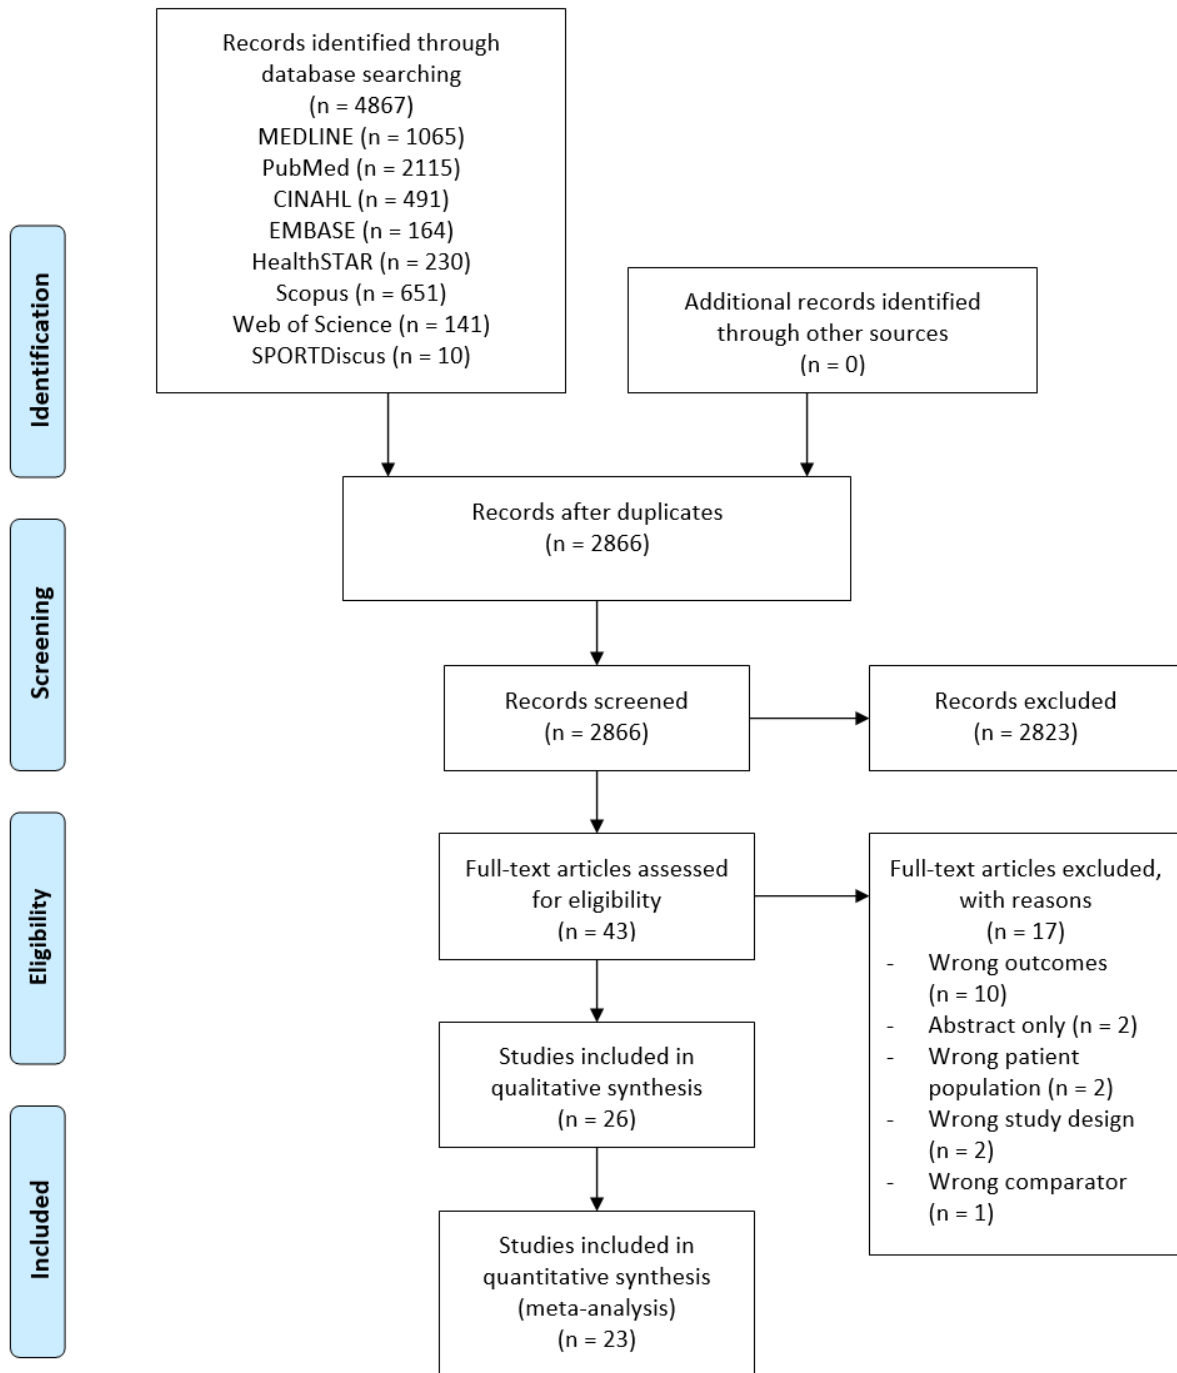 Records identified through
database searching
(n = 4867)
MEDLINE (n = 1065)
PubMed (n = 2115)
CINAHL (n = 491)
EMBASE (n = 164)
HealthSTAR (n = 230)
Scopus (n = 651)
Web of Science (n = 141)
SPORTDiscus (n = 10)
Additional records identified
through other sources
(n = 0)
Identification
Records after duplicates
(n = 2866)
Screening
Records screened
(n = 2866)
Records excluded
(n = 2823)
Eligibility
Full-text articles assessed
for eligibility
(n = 43)
Full-text articles excluded,
with reasons
(n = 17)
- Wrong outcomes
(n = 10)
- Abstract only (n = 2)
- Wrong patient
population (n = 2)
- Wrong study design
(n = 2)
- Wrong comparator
(n = 1)
Studies included in
qualitative synthesis
(n = 26)
Included
Studies included in
quantitative synthesis
(meta-analysis)
(n = 23)